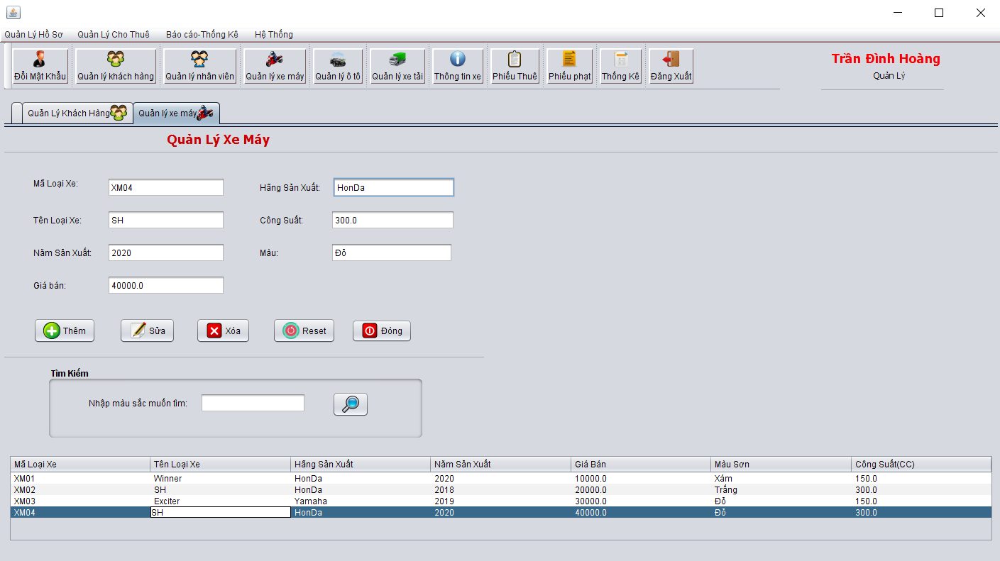 Quản Lý Hồ Sơ Quản Lý Cho Thuê Báo cáo-Thống Kê Hệ Thống
Đổi Mật Khẩu Quản lý khách hàng Quản lý nhân viên Quản lý xe máy Quản lý ô tô Quản lý xe tải Thông tin xe Phiếu Thuê Phiếu phạt Thống Kê Đăng Xuất
Trần Đình Hoàng
Quản Lý
Quản Lý Khách Hàng Quản lý xe máy
Quản Lý Xe Máy
Mã Loại Xe: XM04 Hãng Sản Xuất: HonDa
Tên Loại Xe: SH Công Suất: 300.0
Năm Sản Xuất: 2020 Màu: Đỏ
Giá bán: 40000.0
Thêm Sửa Xóa Reset Đóng
Tìm Kiếm
Nhập màu sắc muốn tìm:
Mã Loại Xe Tên Loại Xe Hãng Sản Xuất Năm Sản Xuất Giá Bán Màu Sơn Công Suất(CC)
XM01 Winner HonDa 2020 10000.0 Xám 150.0
XM02 SH HonDa 2018 20000.0 Trắng 300.0
XM03 Exciter Yamaha 2019 30000.0 Đỏ 150.0
XM04 SH HonDa 2020 40000.0 Đỏ 300.0